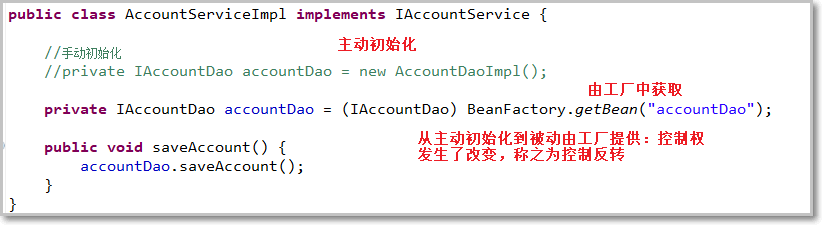 public class AccountServiceImpl implements IAccountService {
//手动初始化
主动初始化
//private IAccountDao accountDao = new AccountDaoImpl();
由工厂中获取
private IAccountDao accountDao = (IAccountDao) BeanFactory.getBean("accountDao");
public void saveAccount() {
从主动初始化到被动由工厂提供：控制权
accountDao.saveAccount();
发生了改变，称之为控制反转
}
}